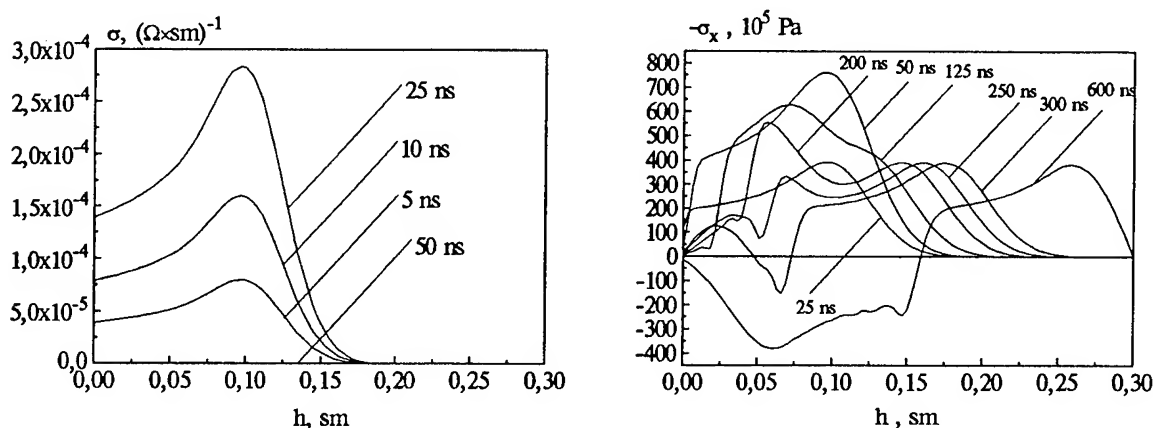 σ, (Ω×sm)⁻¹
3,0x10⁻⁴
2,5x10⁻⁴
2,0x10⁻⁴
1,5x10⁻⁴
1,0x10⁻⁴
5,0x10⁻⁵
0,0
25 ns
10 ns
5 ns
50 ns
0,00 0,05 0,10 0,15 0,20 0,25 0,30
h, sm
-σₓ , 10⁵ Pa
800
700
600
500
400
300
200
100
0
-100
-200
-300
-400
200 ns 50 ns 125 ns
250 ns 600 ns
300 ns
25 ns
0,00 0,05 0,10 0,15 0,20 0,25 0,30
h , sm